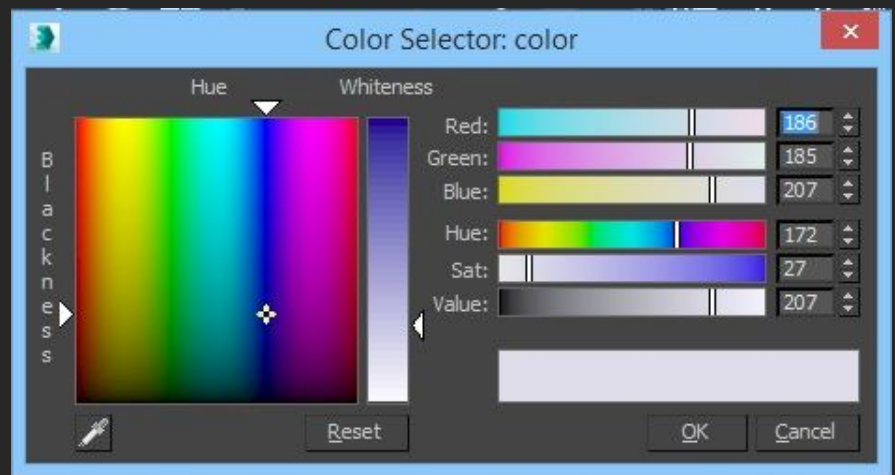 Color Selector: color
Hue Whiteness
Blackness
Red: 186
Green: 185
Blue: 207
Hue: 172
Sat: 27
Value: 207
Reset OK Cancel